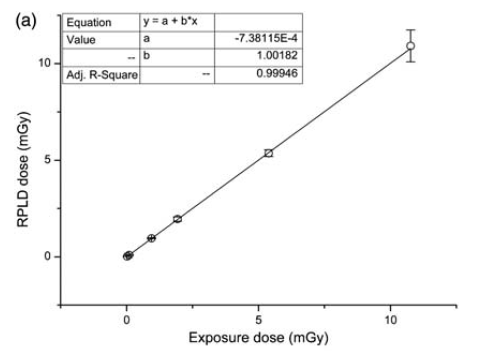 (a)
Equation y = a + b*x
Value a -7.38115E-4
-- b 1.00182
Adj. R-Square -- 0.99946
10
5
0
RPLD dose (mGy)
0 5 10
Exposure dose (mGy)